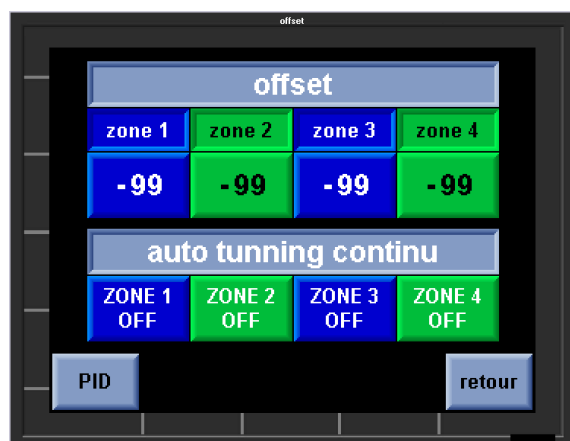 offset
offset
zone 1 zone 2 zone 3 zone 4
-99 -99 -99 -99
auto tunning continu
ZONE 1 ZONE 2 ZONE 3 ZONE 4
OFF OFF OFF OFF
PID retour